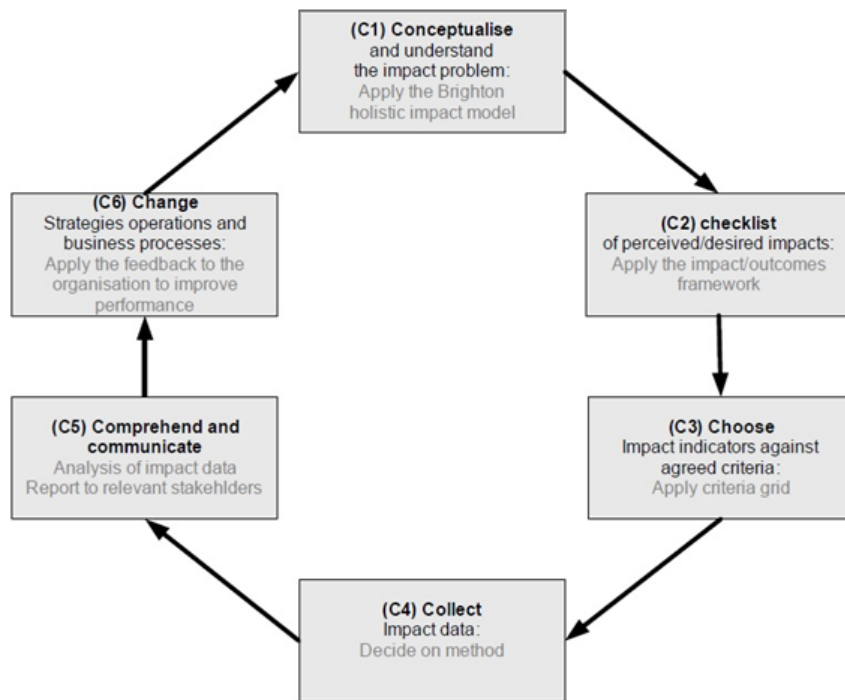 (C1) Conceptualise
and understand
the impact problem:
Apply the Brighton
holistic impact model
(C2) checklist
of perceived/desired impacts:
Apply the impact/outcomes
framework
(C3) Choose
Impact indicators against
agreed criteria:
Apply criteria grid
(C4) Collect
Impact data:
Decide on method
(C5) Comprehend and
communicate
Analysis of impact data
Report to relevant stakehlders
(C6) Change
Strategies operations and
business processes:
Apply the feedback to the
organisation to improve
performance